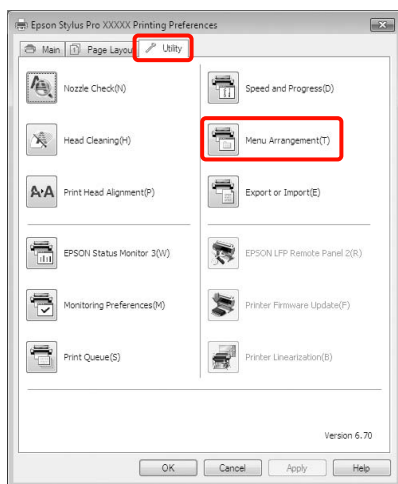 Epson Stylus Pro XXXXX Printing Preferences
Main Page Layou Utility
Nozzle Check(N)
Speed and Progress(D)
Head Cleaning(H)
Menu Arrangement(T)
A A Print Head Alignment(P)
Export or Import(E)
EPSON Status Monitor 3(W)
EPSON LFP Remote Panel 2(R)
Monitoring Preferences(M)
Printer Firmware Update(F)
Print Queue(S)
Printer Linearization(B)
Version 6.70
OK Cancel Apply Help